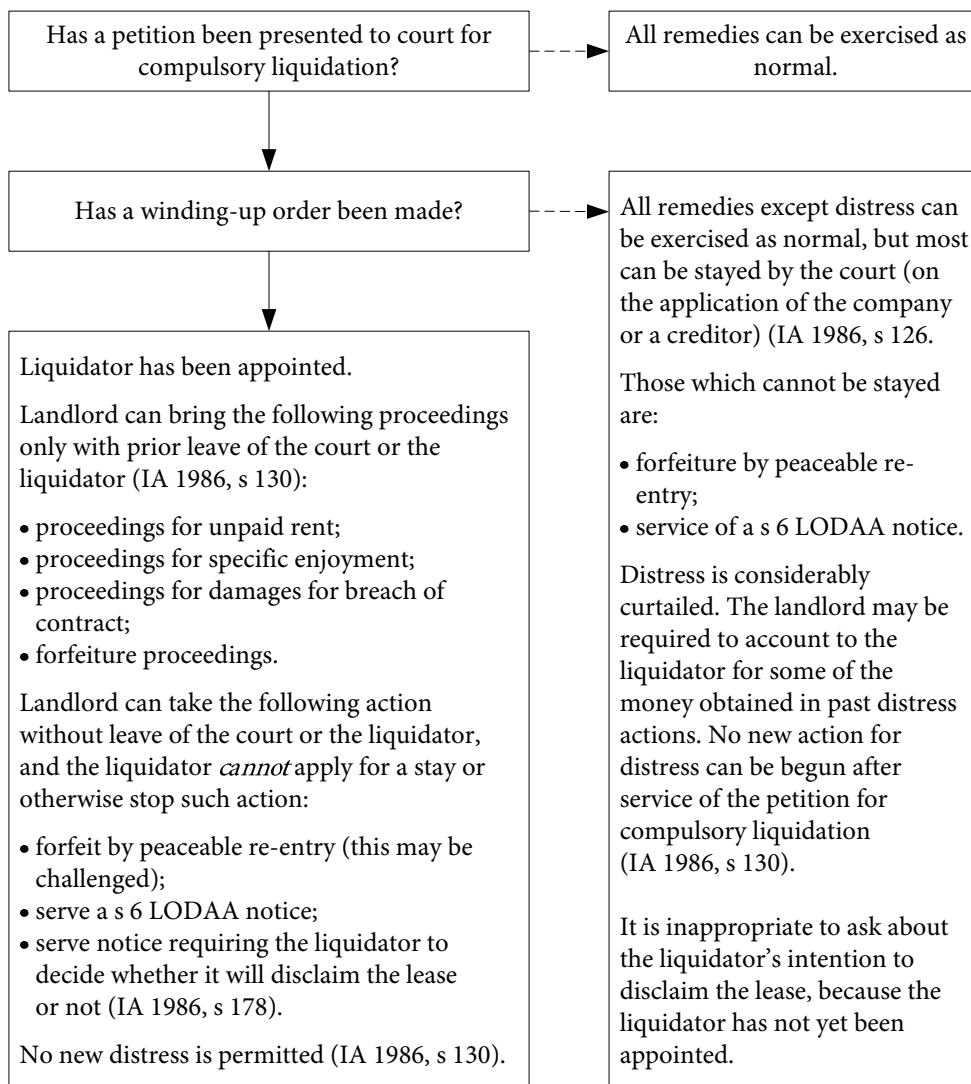 Has a petition been presented to court for
compulsory liquidation?
All remedies can be exercised as
normal.
Has a winding-up order been made?
All remedies except distress can
be exercised as normal, but most
can be stayed by the court (on
the application of the company
or a creditor) (IA 1986, s 126.
Those which cannot be stayed
are:
• forfeiture by peaceable re-
entry;
• service of a s 6 LODAA notice.
Distress is considerably
curtailed. The landlord may be
required to account to the
liquidator for some of the
money obtained in past distress
actions. No new action for
distress can be begun after
service of the petition for
compulsory liquidation
(IA 1986, s 130).
It is inappropriate to ask about
the liquidator’s intention to
disclaim the lease, because the
liquidator has not yet been
appointed.
Liquidator has been appointed.
Landlord can bring the following proceedings
only with prior leave of the court or the
liquidator (IA 1986, s 130):
• proceedings for unpaid rent;
• proceedings for specific enjoyment;
• proceedings for damages for breach of
contract;
• forfeiture proceedings.
Landlord can take the following action
without leave of the court or the liquidator,
and the liquidator cannot apply for a stay or
otherwise stop such action:
• forfeit by peaceable re-entry (this may be
challenged);
• serve a s 6 LODAA notice;
• serve notice requiring the liquidator to
decide whether it will disclaim the lease
or not (IA 1986, s 178).
No new distress is permitted (IA 1986, s 130).